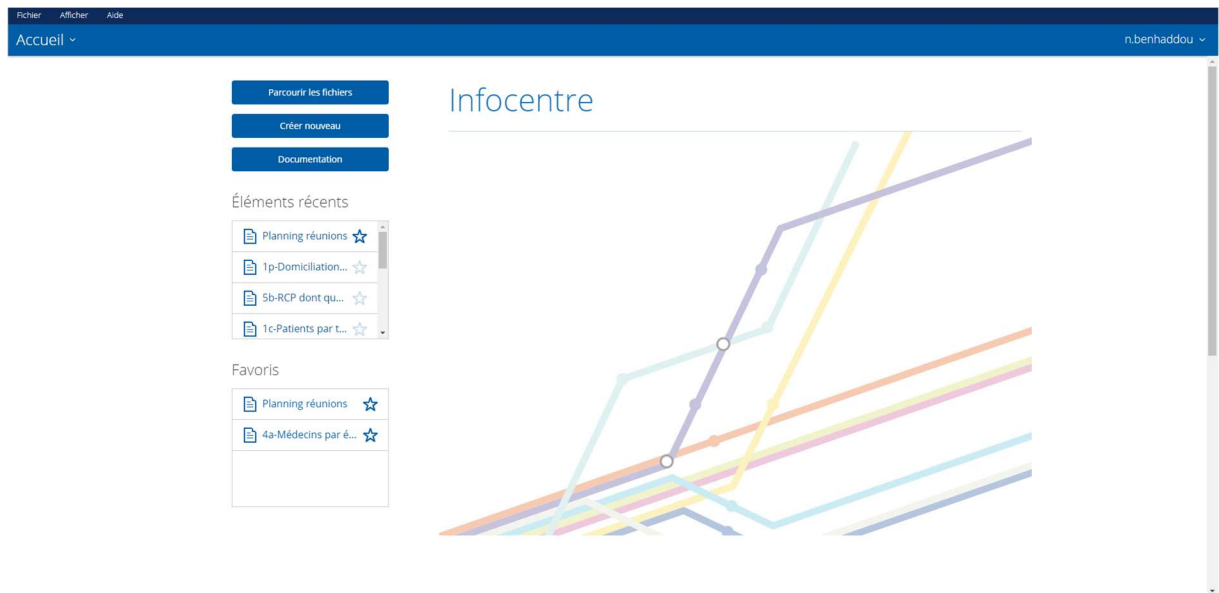 Fichier Afficher Aide
Accueil n.benhaddou
Parcourir les fichiers
Créer nouveau
Documentation
Infocentre
Éléments récents
Planning réunions
1p-Domiciliation...
5b-RCP dont qu...
1c-Patients par t...
Favoris
Planning réunions
4a-Médecins par é...